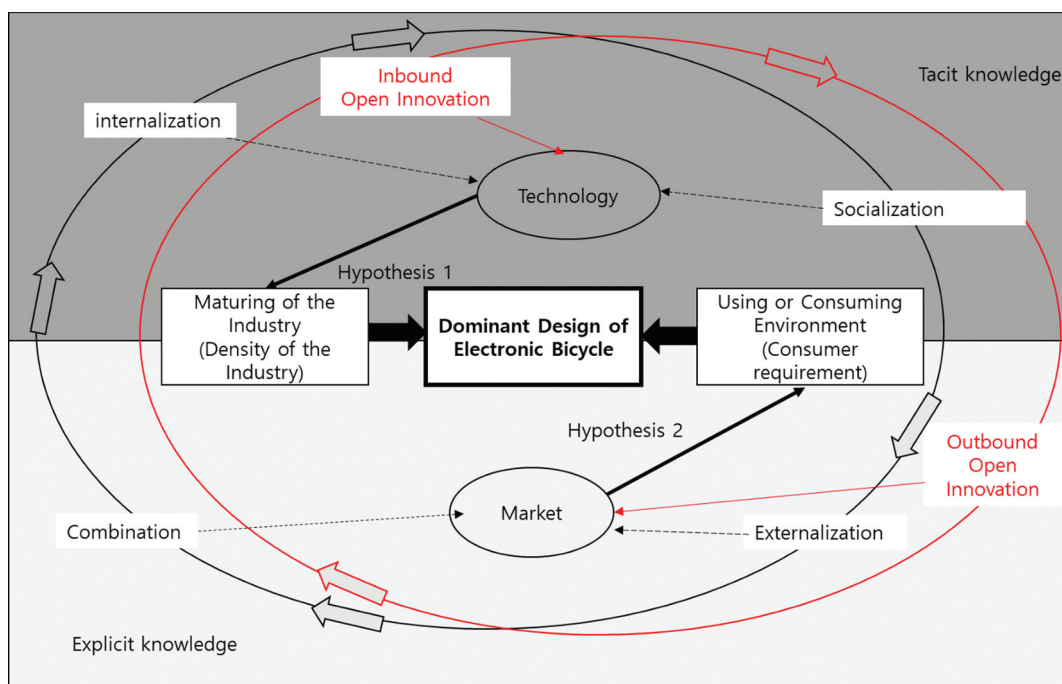 Inbound
Open Innovation
Tacit knowledge
internalization
Technology
Socialization
Hypothesis 1
Maturing of the
Industry
(Density of the
Industry)
Dominant Design of
Electronic Bicycle
Using or Consuming
Environment
(Consumer
requirement)
Hypothesis 2
Outbound
Open
Innovation
Market
Combination
Externalization
Explicit knowledge